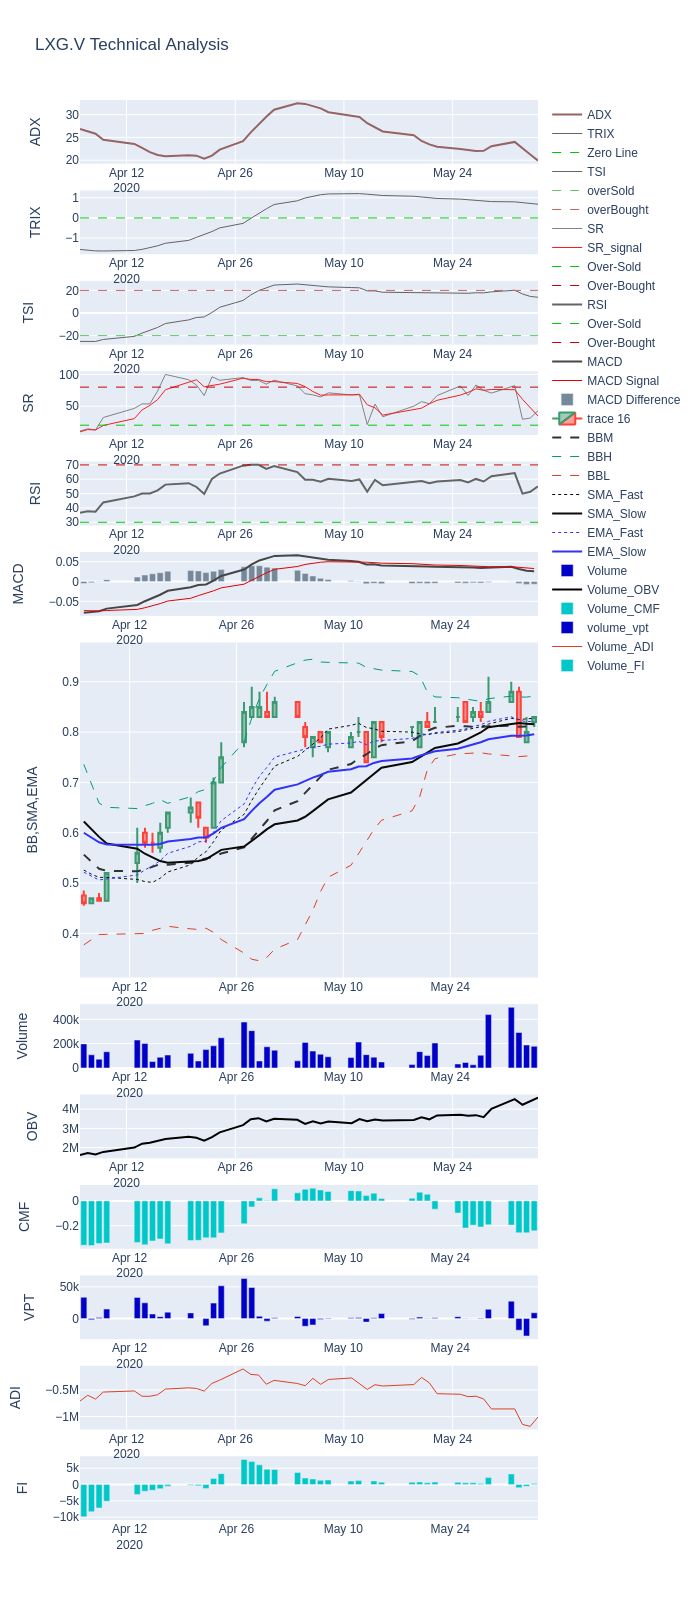 LXG.V Technical Analysis
ADX
30
25
20
Apr 12
2020
Apr 26
May 10
May 24
TRIX
1
0
−1
Apr 12
2020
Apr 26
May 10
May 24
TSI
20
0
−20
Apr 12
2020
Apr 26
May 10
May 24
SR
100
50
Apr 12
2020
Apr 26
May 10
May 24
RSI
70
60
50
40
30
Apr 12
2020
Apr 26
May 10
May 24
MACD
0.05
0
−0.05
Apr 12
2020
Apr 26
May 10
May 24
BB,SMA,EMA
0.9
0.8
0.7
0.6
0.5
0.4
Apr 12
2020
Apr 26
May 10
May 24
Volume
400k
200k
0
Apr 12
2020
Apr 26
May 10
May 24
OBV
4M
3M
2M
Apr 12
2020
Apr 26
May 10
May 24
CMF
0
−0.2
Apr 12
2020
Apr 26
May 10
May 24
VPT
50k
0
Apr 12
2020
Apr 26
May 10
May 24
ADI
−0.5M
−1M
Apr 12
2020
Apr 26
May 10
May 24
FI
5k
0
−5k
−10k
Apr 12
2020
Apr 26
May 10
May 24
ADX
TRIX
Zero Line
TSI
overSold
overBought
SR
SR_signal
Over-Sold
Over-Bought
RSI
Over-Sold
Over-Bought
MACD
MACD Signal
MACD Difference
trace 16
BBM
BBH
BBL
SMA_Fast
SMA_Slow
EMA_Fast
EMA_Slow
Volume
Volume_OBV
Volume_CMF
volume_vpt
Volume_ADI
Volume_FI